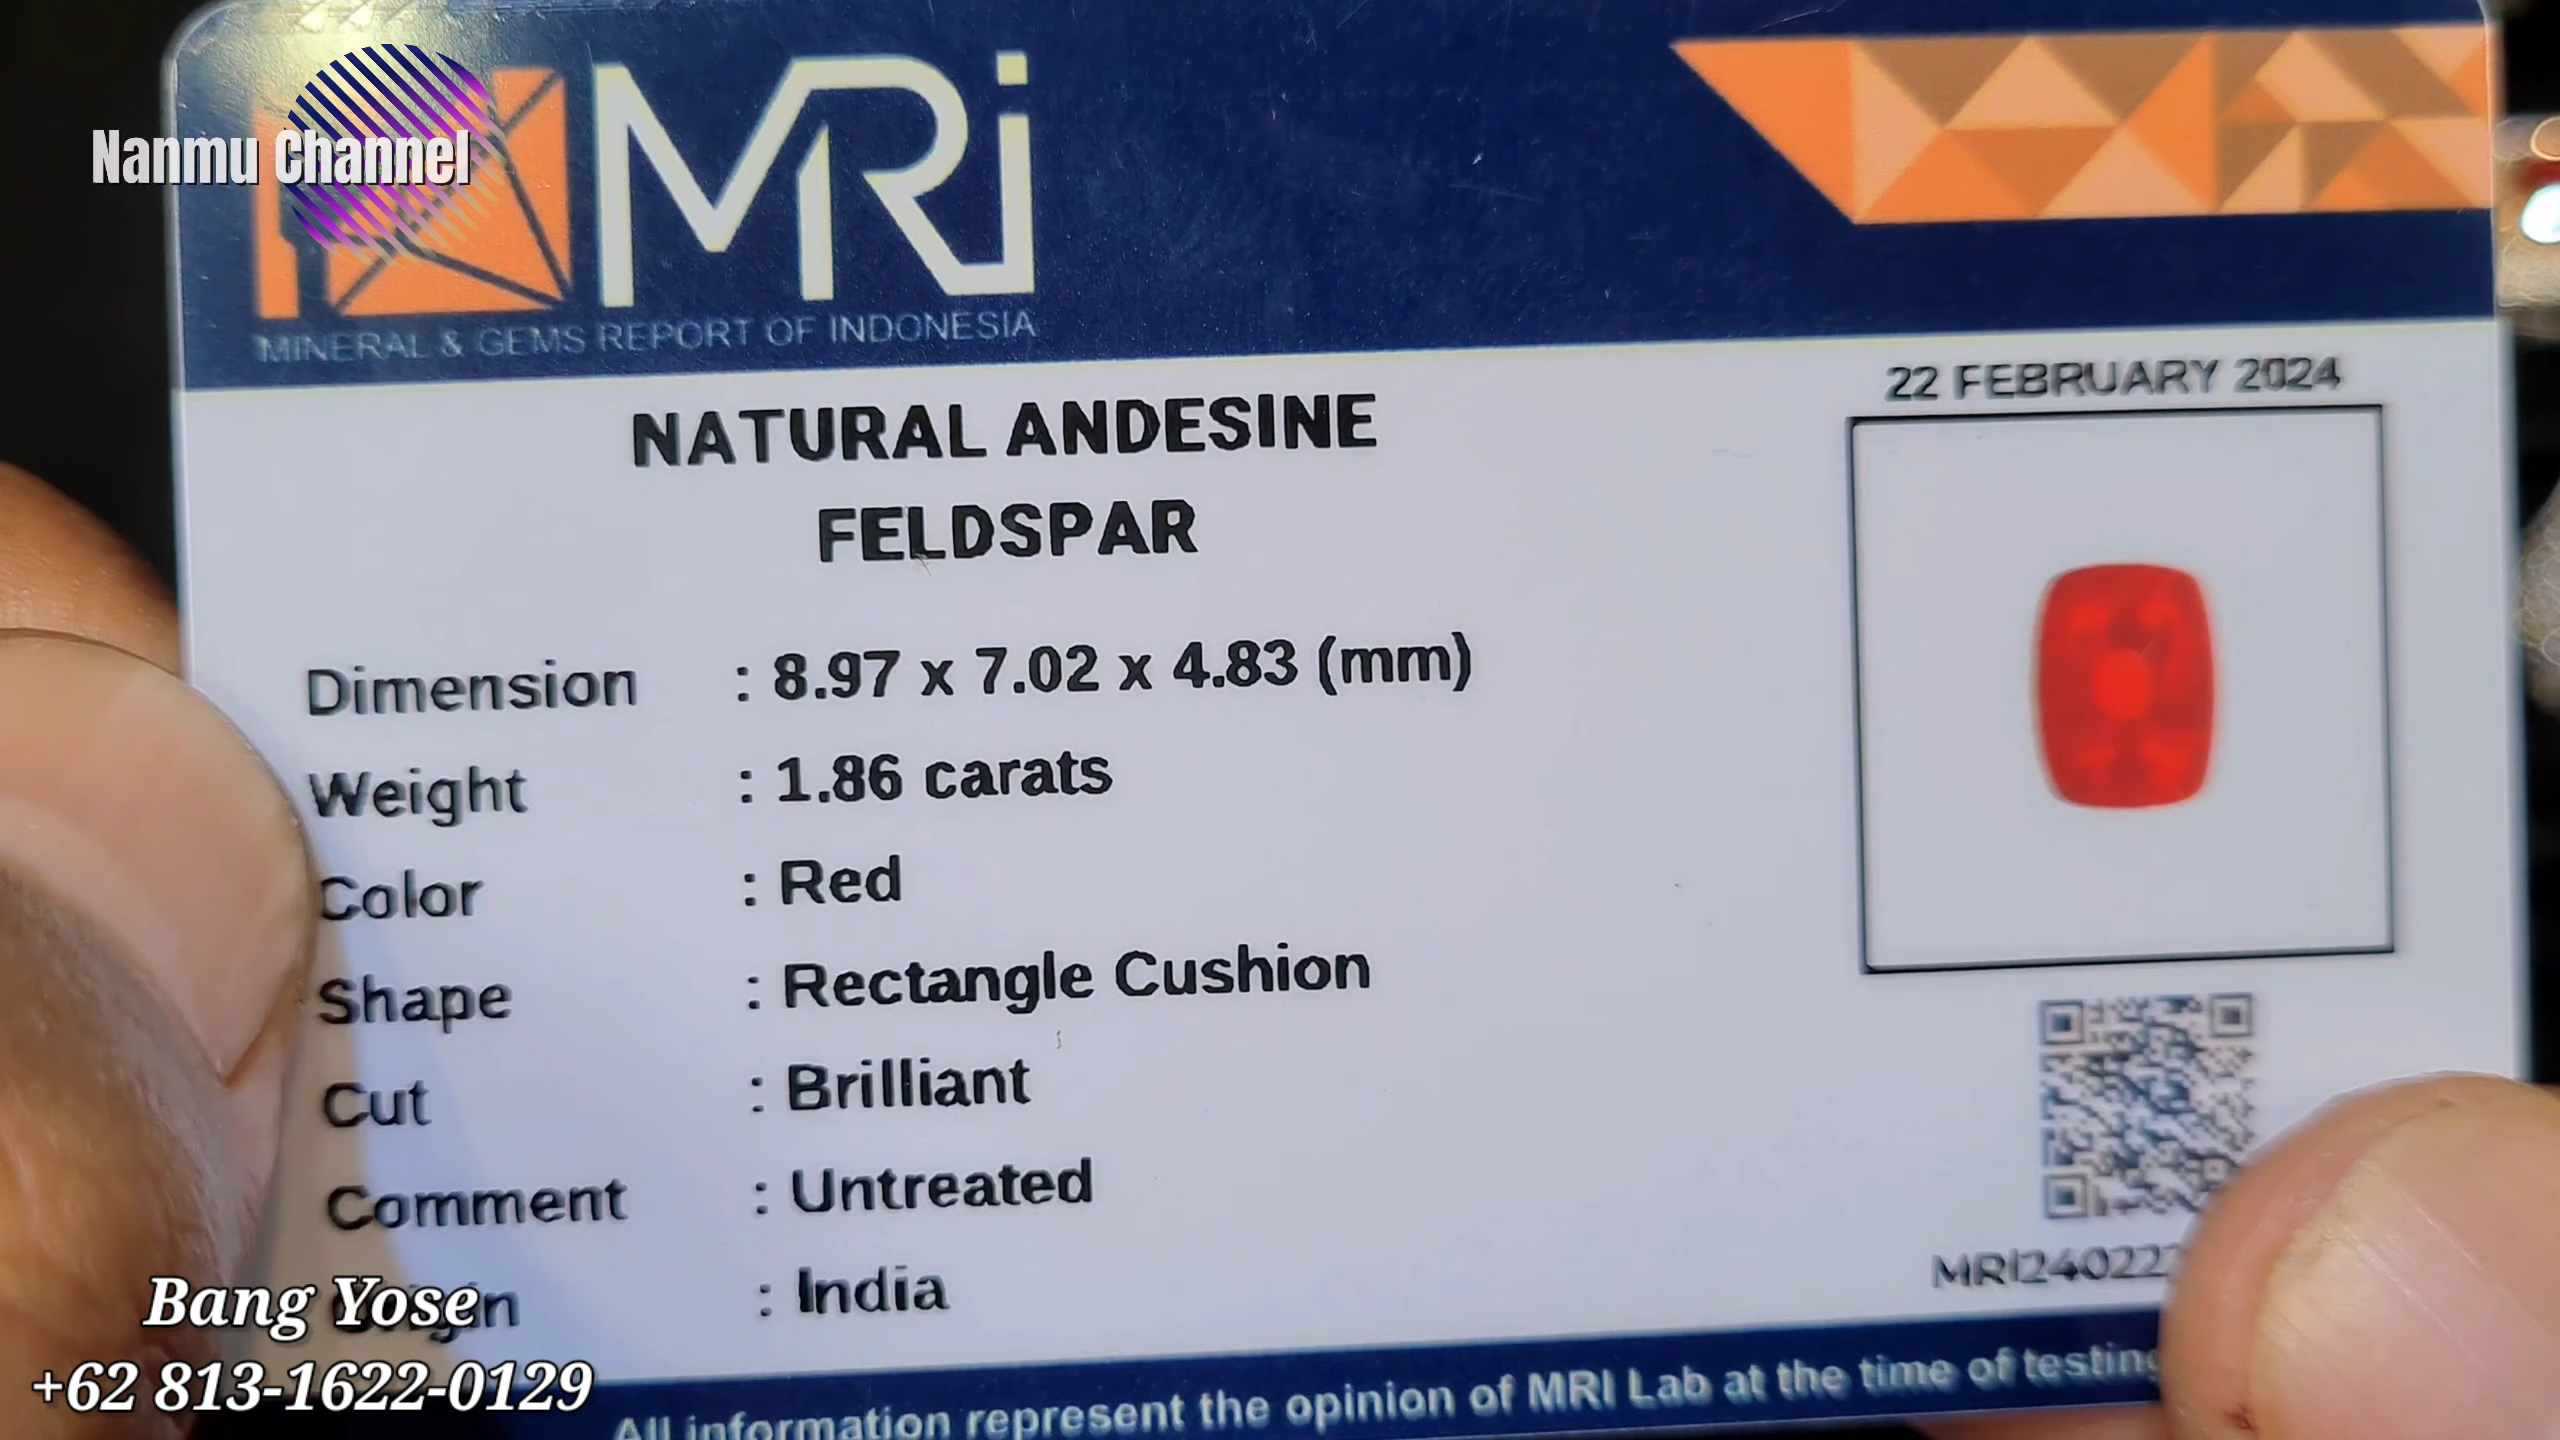 Nanmu Channel
MRi
MINERAL & GEMS REPORT OF INDONESIA
22 FEBRUARY 2024
NATURAL ANDESINE
FELDSPAR
Dimension : 8.97 x 7.02 x 4.83 (mm)
Weight : 1.86 carats
Color : Red
Shape : Rectangle Cushion
Cut : Brilliant
Comment : Untreated
: India
MRI24022
Bang Yose
+62 813-1622-0129
All information represent the opinion of MRI Lab at the time of testing